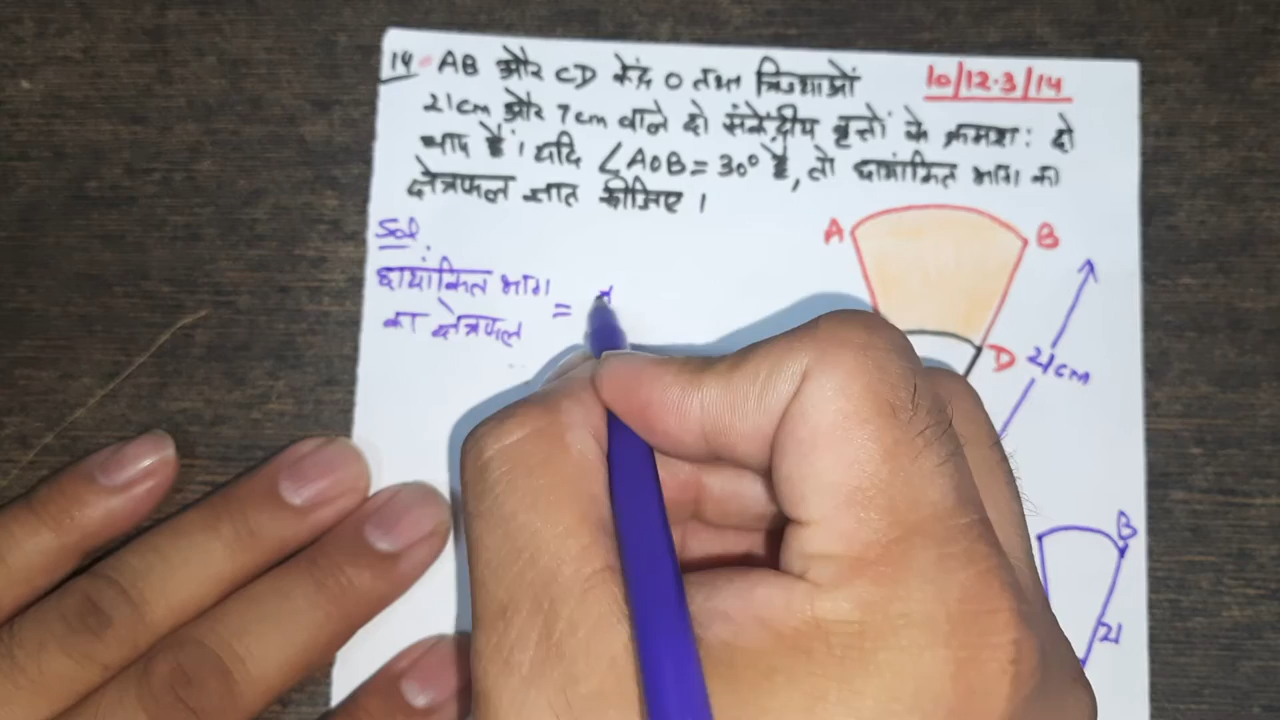 14. AB और CD केंद्र O तथा त्रिज्याओं
10/12.3/14
21cm और 7cm वाले दो संकेंद्रीय वृत्तों के क्रमशः दो
चाप हैं। यदि ∠AOB = 30° है, तो छायांकित भाग का
क्षेत्रफल ज्ञात कीजिए।
Sol.
छायांकित भाग
का क्षेत्रफल =
A
B
D
21cm
B
21